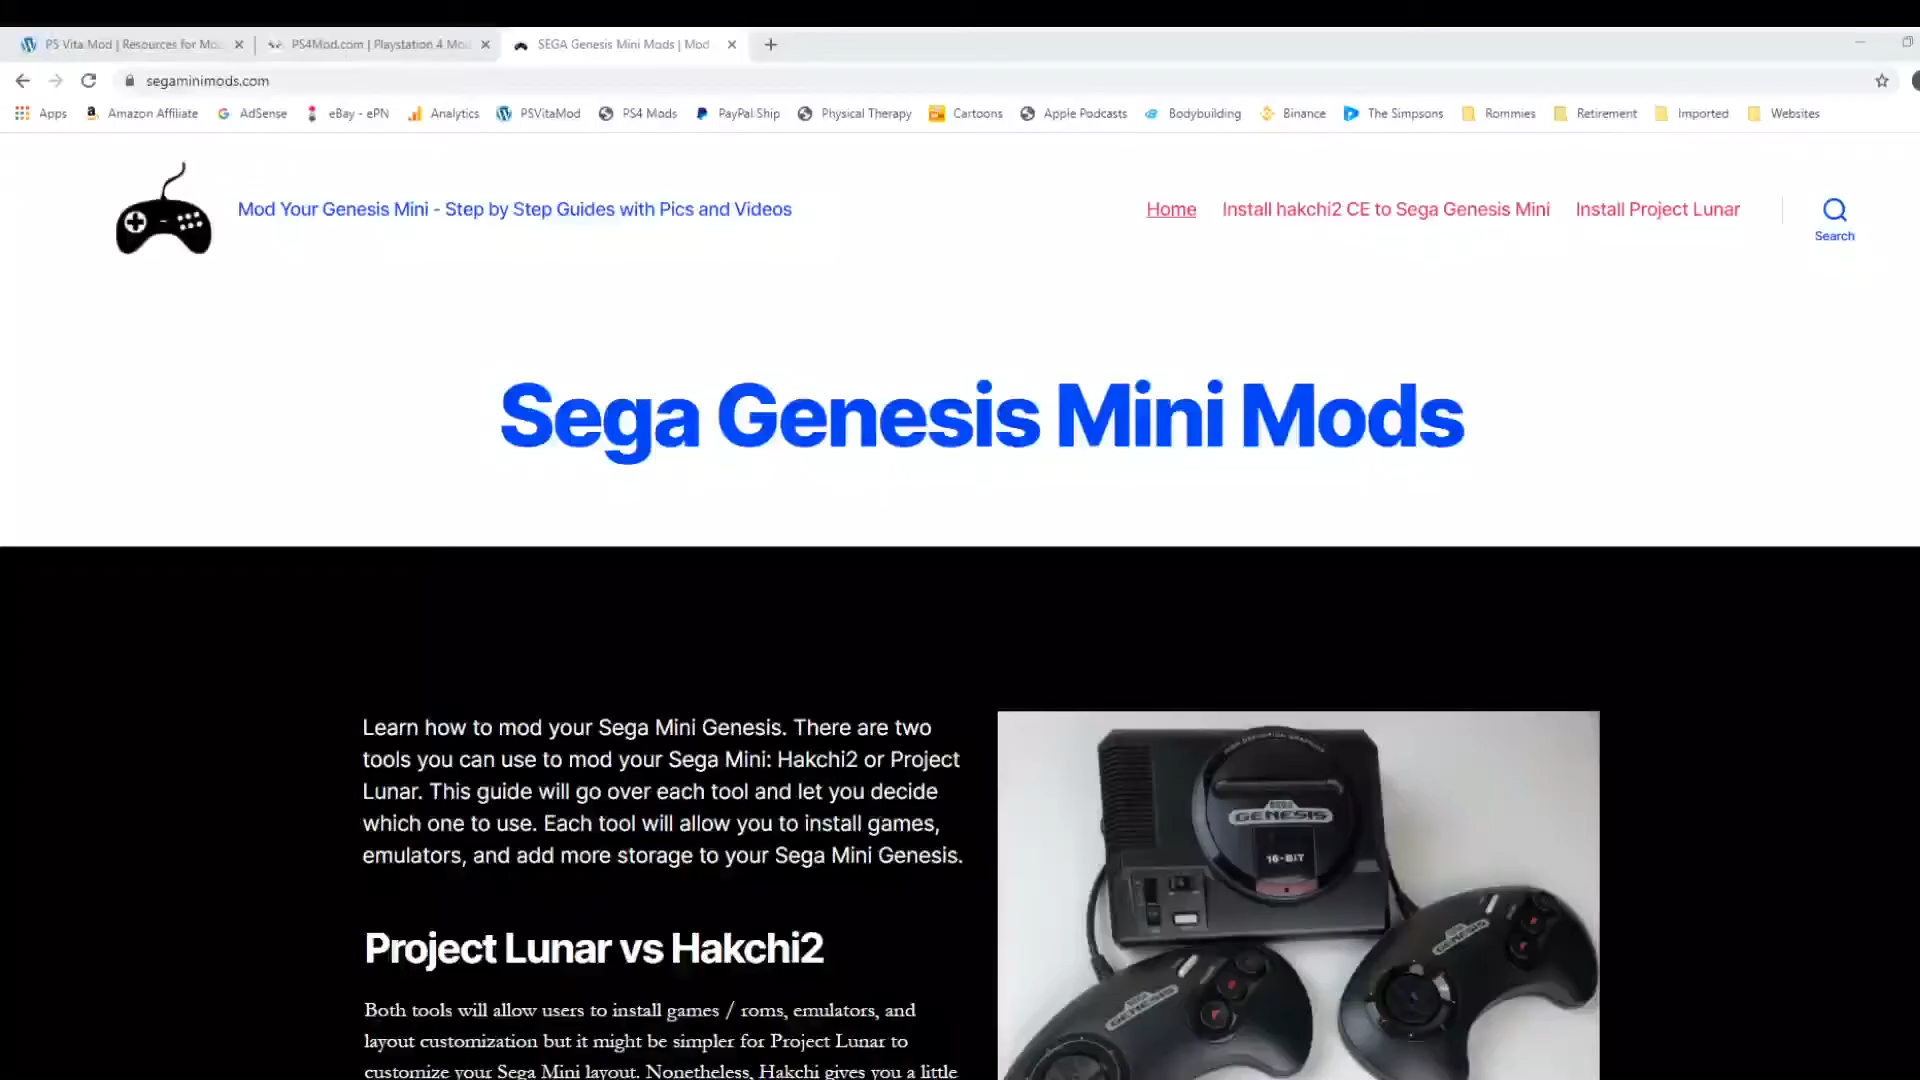 PS Vita Mod | Resources for Mo
PS4Mod.com | Playstation 4 Mo
SEGA Genesis Mini Mods | Mod
segaminimods.com
Apps
Amazon Affiliate
AdSense
eBay - ePN
Analytics
PSVitaMod
PS4 Mods
PayPal Ship
Physical Therapy
Cartoons
Apple Podcasts
Bodybuilding
Binance
The Simpsons
Rommies
Retirement
Imported
Websites
Mod Your Genesis Mini - Step by Step Guides with Pics and Videos
Home
Install hakchi2 CE to Sega Genesis Mini
Install Project Lunar
Search
Sega Genesis Mini Mods
Learn how to mod your Sega Mini Genesis. There are two
tools you can use to mod your Sega Mini: Hakchi2 or Project
Lunar. This guide will go over each tool and let you decide
which one to use. Each tool will allow you to install games,
emulators, and add more storage to your Sega Mini Genesis.
Project Lunar vs Hakchi2
Both tools will allow users to install games / roms, emulators, and
layout customization but it might be simpler for Project Lunar to
customize your Sega Mini layout. Nonetheless, Hakchi gives you a little
HIGH DEFINITION GRAPHICS
SEGA
GENESIS
16-BIT
SEGA
GENESIS
SEGA
GENESIS